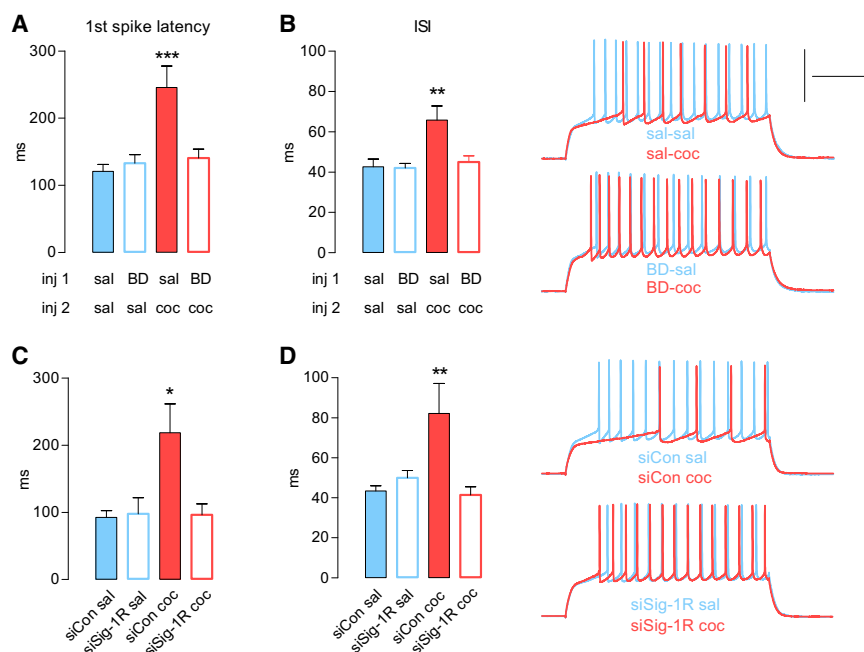 A
1st spike latency
300
200
100
0
ms
***
inj 1 sal BD sal BD
inj 2 sal sal coc coc
B
ISI
100
80
60
40
20
0
ms
**
inj 1 sal BD sal BD
inj 2 sal sal coc coc
sal-sal
sal-coc
BD-sal
BD-coc
C
300
200
100
0
ms
*
siCon sal
siSig-1R sal
siCon coc
siSig-1R coc
D
100
80
60
40
20
0
ms
**
siCon sal
siSig-1R sal
siCon coc
siSig-1R coc
siCon sal
siCon coc
siSig-1R sal
siSig-1R coc